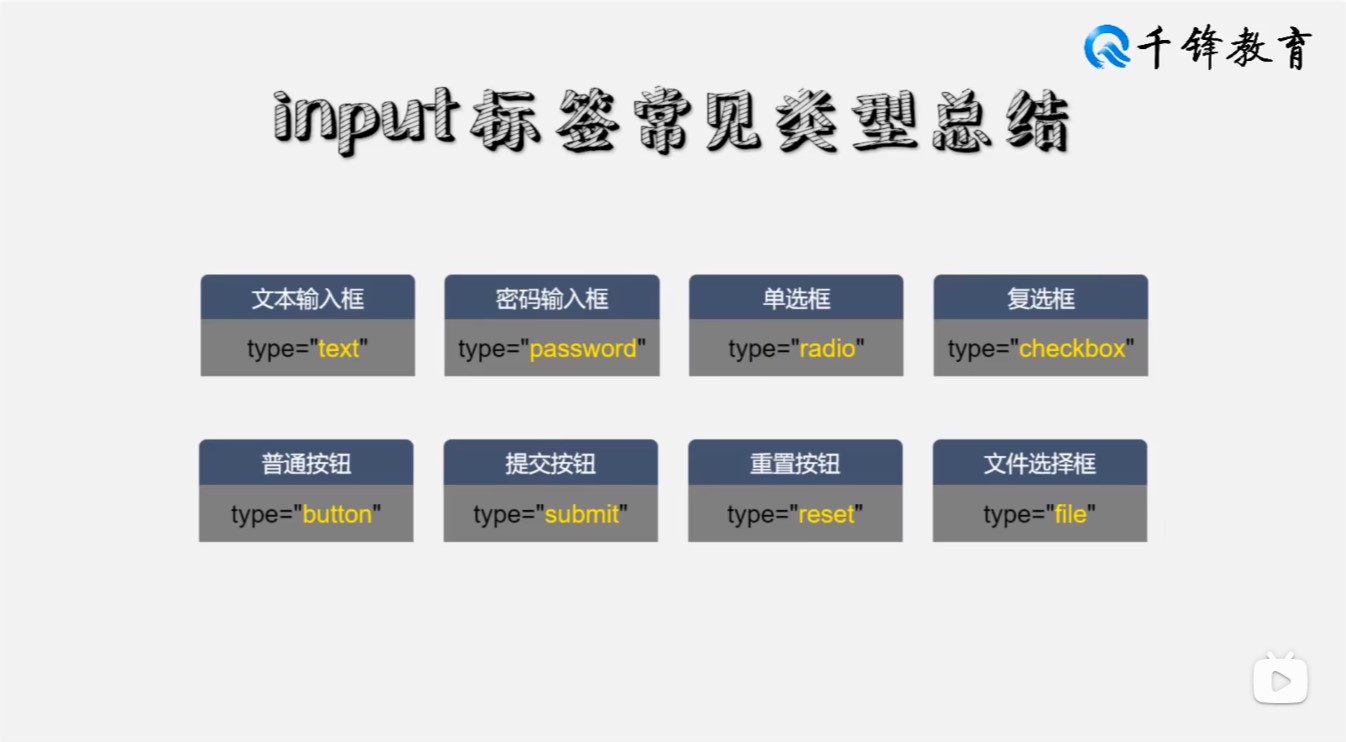 千锋教育
input标签常见类型总结
文本输入框 密码输入框 单选框 复选框
type="text" type="password" type="radio" type="checkbox"
普通按钮 提交按钮 重置按钮 文件选择框
type="button" type="submit" type="reset" type="file"